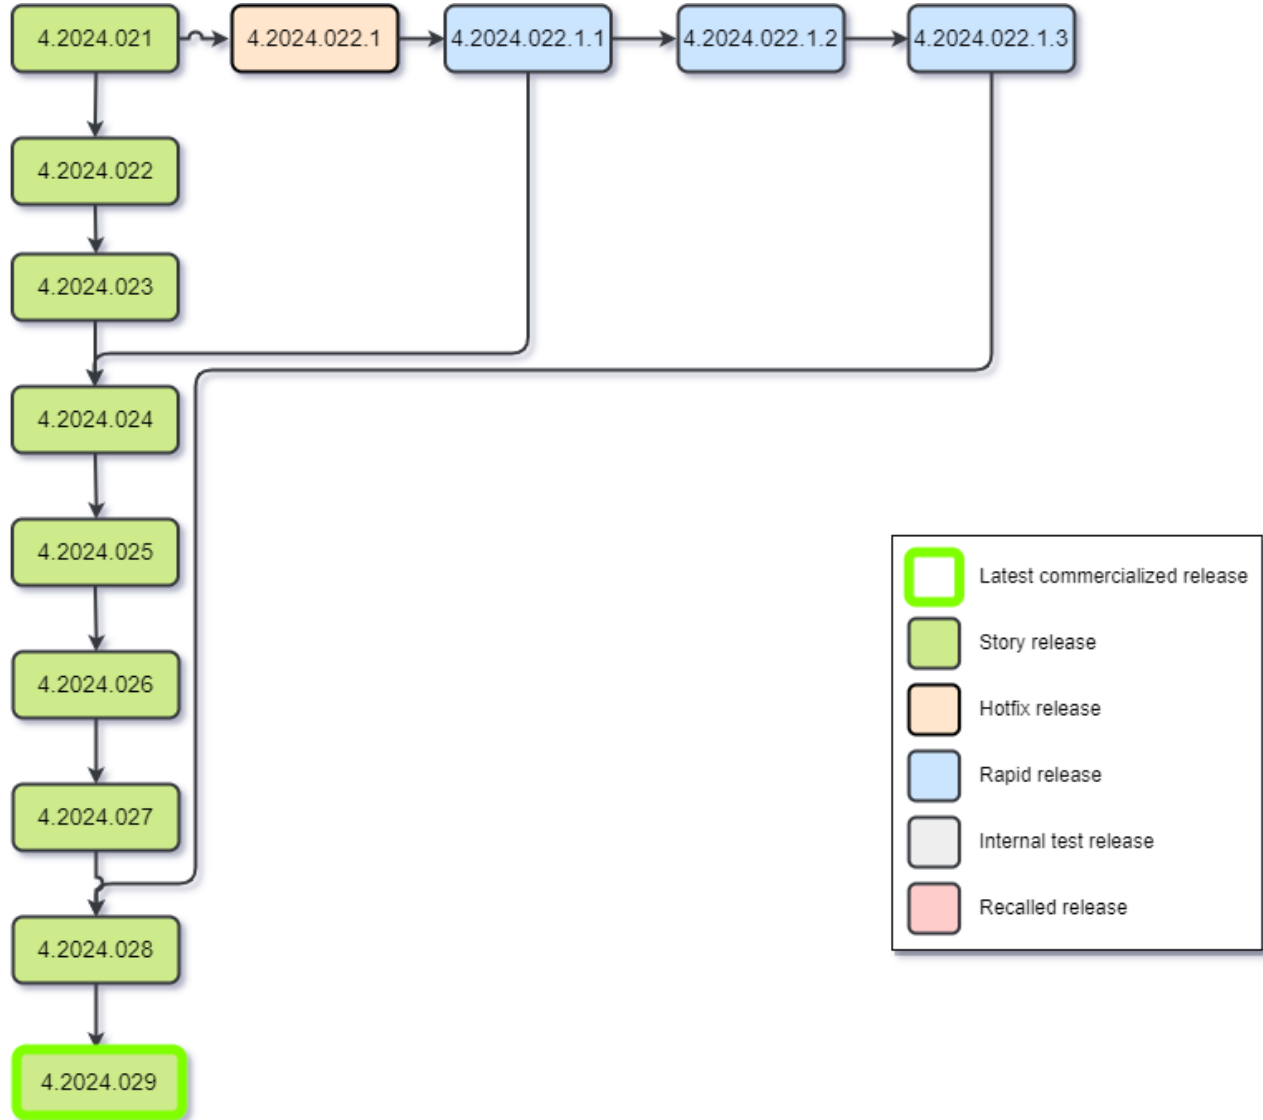 4.2024.021
4.2024.022.1
4.2024.022.1.1
4.2024.022.1.2
4.2024.022.1.3
4.2024.022
4.2024.023
4.2024.024
4.2024.025
4.2024.026
4.2024.027
4.2024.028
4.2024.029
Latest commercialized release
Story release
Hotfix release
Rapid release
Internal test release
Recalled release